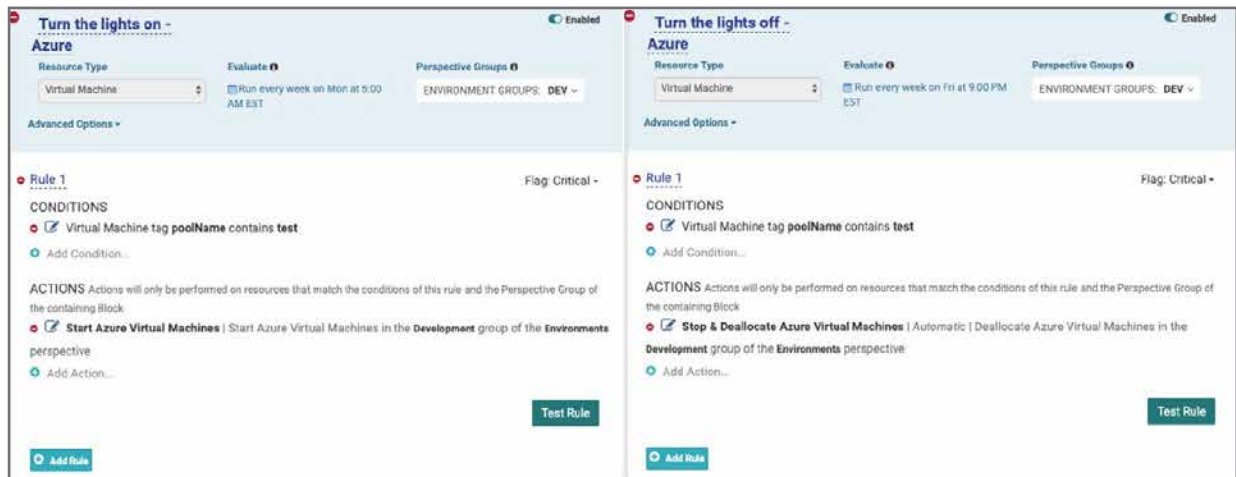 Turn the lights on -
Azure
Enabled
Resource Type
Evaluate
Perspective Groups
Virtual Machine
Run every week on Mon at 5:00
AM EST
ENVIRONMENT GROUPS: DEV
Advanced Options
Rule 1
Flag: Critical
CONDITIONS
Virtual Machine tag poolName contains test
Add Condition...
ACTIONS Actions will only be performed on resources that match the conditions of this rule and the Perspective Group of
the containing Block
Start Azure Virtual Machines | Start Azure Virtual Machines in the Development group of the Environments
perspective
Add Action...
Test Rule
Add Rule
Turn the lights off -
Azure
Enabled
Resource Type
Evaluate
Perspective Groups
Virtual Machine
Run every week on Fri at 9:00 PM
EST
ENVIRONMENT GROUPS: DEV
Advanced Options
Rule 1
Flag: Critical
CONDITIONS
Virtual Machine tag poolName contains test
Add Condition...
ACTIONS Actions will only be performed on resources that match the conditions of this rule and the Perspective Group of
the containing Block
Stop & Deallocate Azure Virtual Machines | Automatic | Deallocate Azure Virtual Machines in the
Development group of the Environments perspective
Add Action...
Test Rule
Add Rule